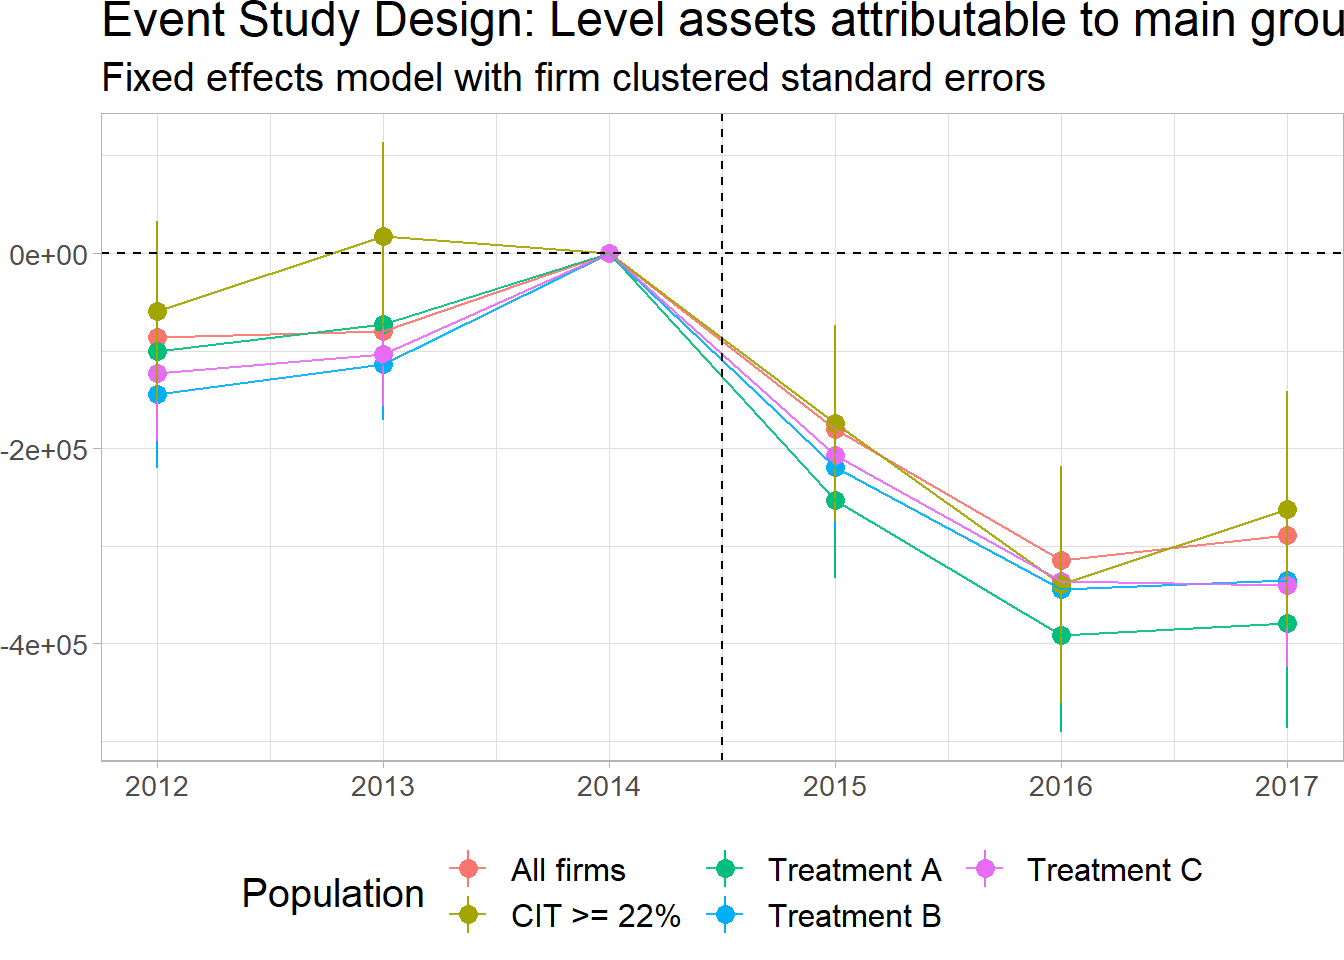 Event Study Design: Level assets attributable to main grou
Fixed effects model with firm clustered standard errors
0e+00
-2e+05
-4e+05
2012 2013 2014 2015 2016 2017
Population
All firms Treatment A Treatment C
CIT >= 22% Treatment B